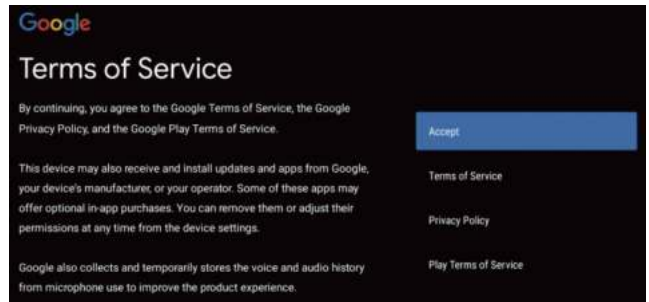 Google
Terms of Service
By continuing, you agree to the Google Terms of Service, the Google
Privacy Policy, and the Google Play Terms of Service.
This device may also receive and install updates and apps from Google,
your device's manufacturer, or your operator. Some of these apps may
offer optional in-app purchases. You can remove them or adjust their
permissions at any time from the device settings.
Google also collects and temporarily stores the voice and audio history
from microphone use to improve the product experience.
Accept
Terms of Service
Privacy Policy
Play Terms of Service